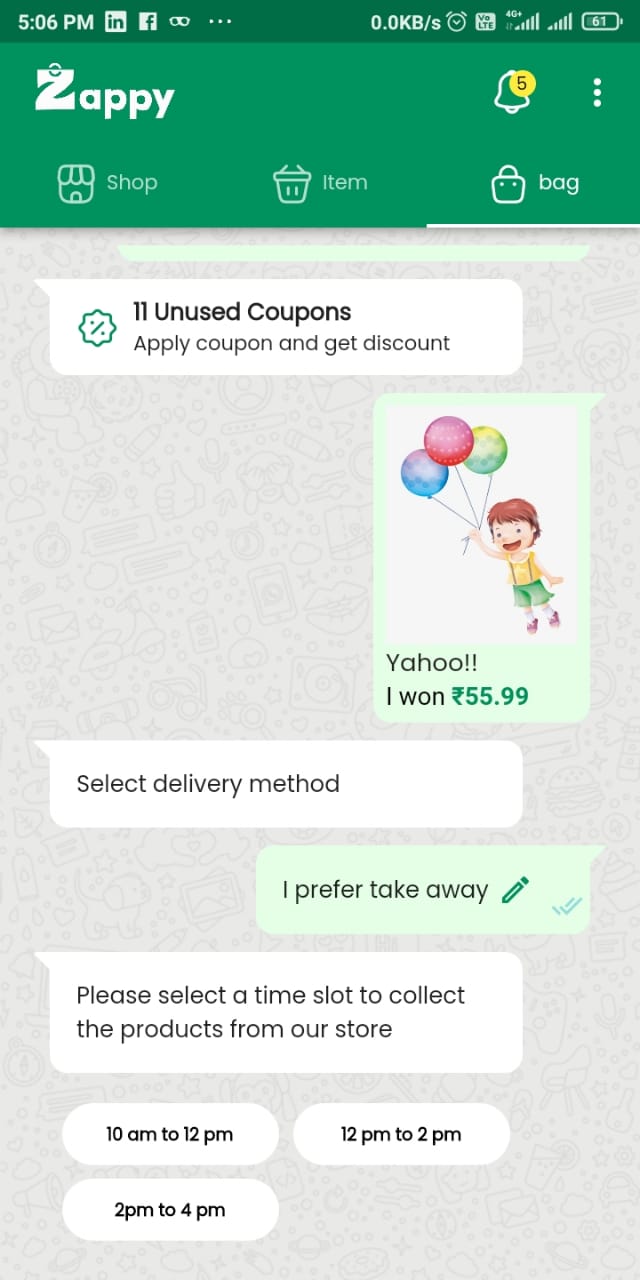 5:06 PM in f ... 0.0KB/s Vo LTE 4G+ 61
Zappy 5
Shop Item bag
11 Unused Coupons
Apply coupon and get discount
Yahoo!!
I won ₹55.99
Select delivery method
I prefer take away
Please select a time slot to collect
the products from our store
10 am to 12 pm 12 pm to 2 pm
2pm to 4 pm